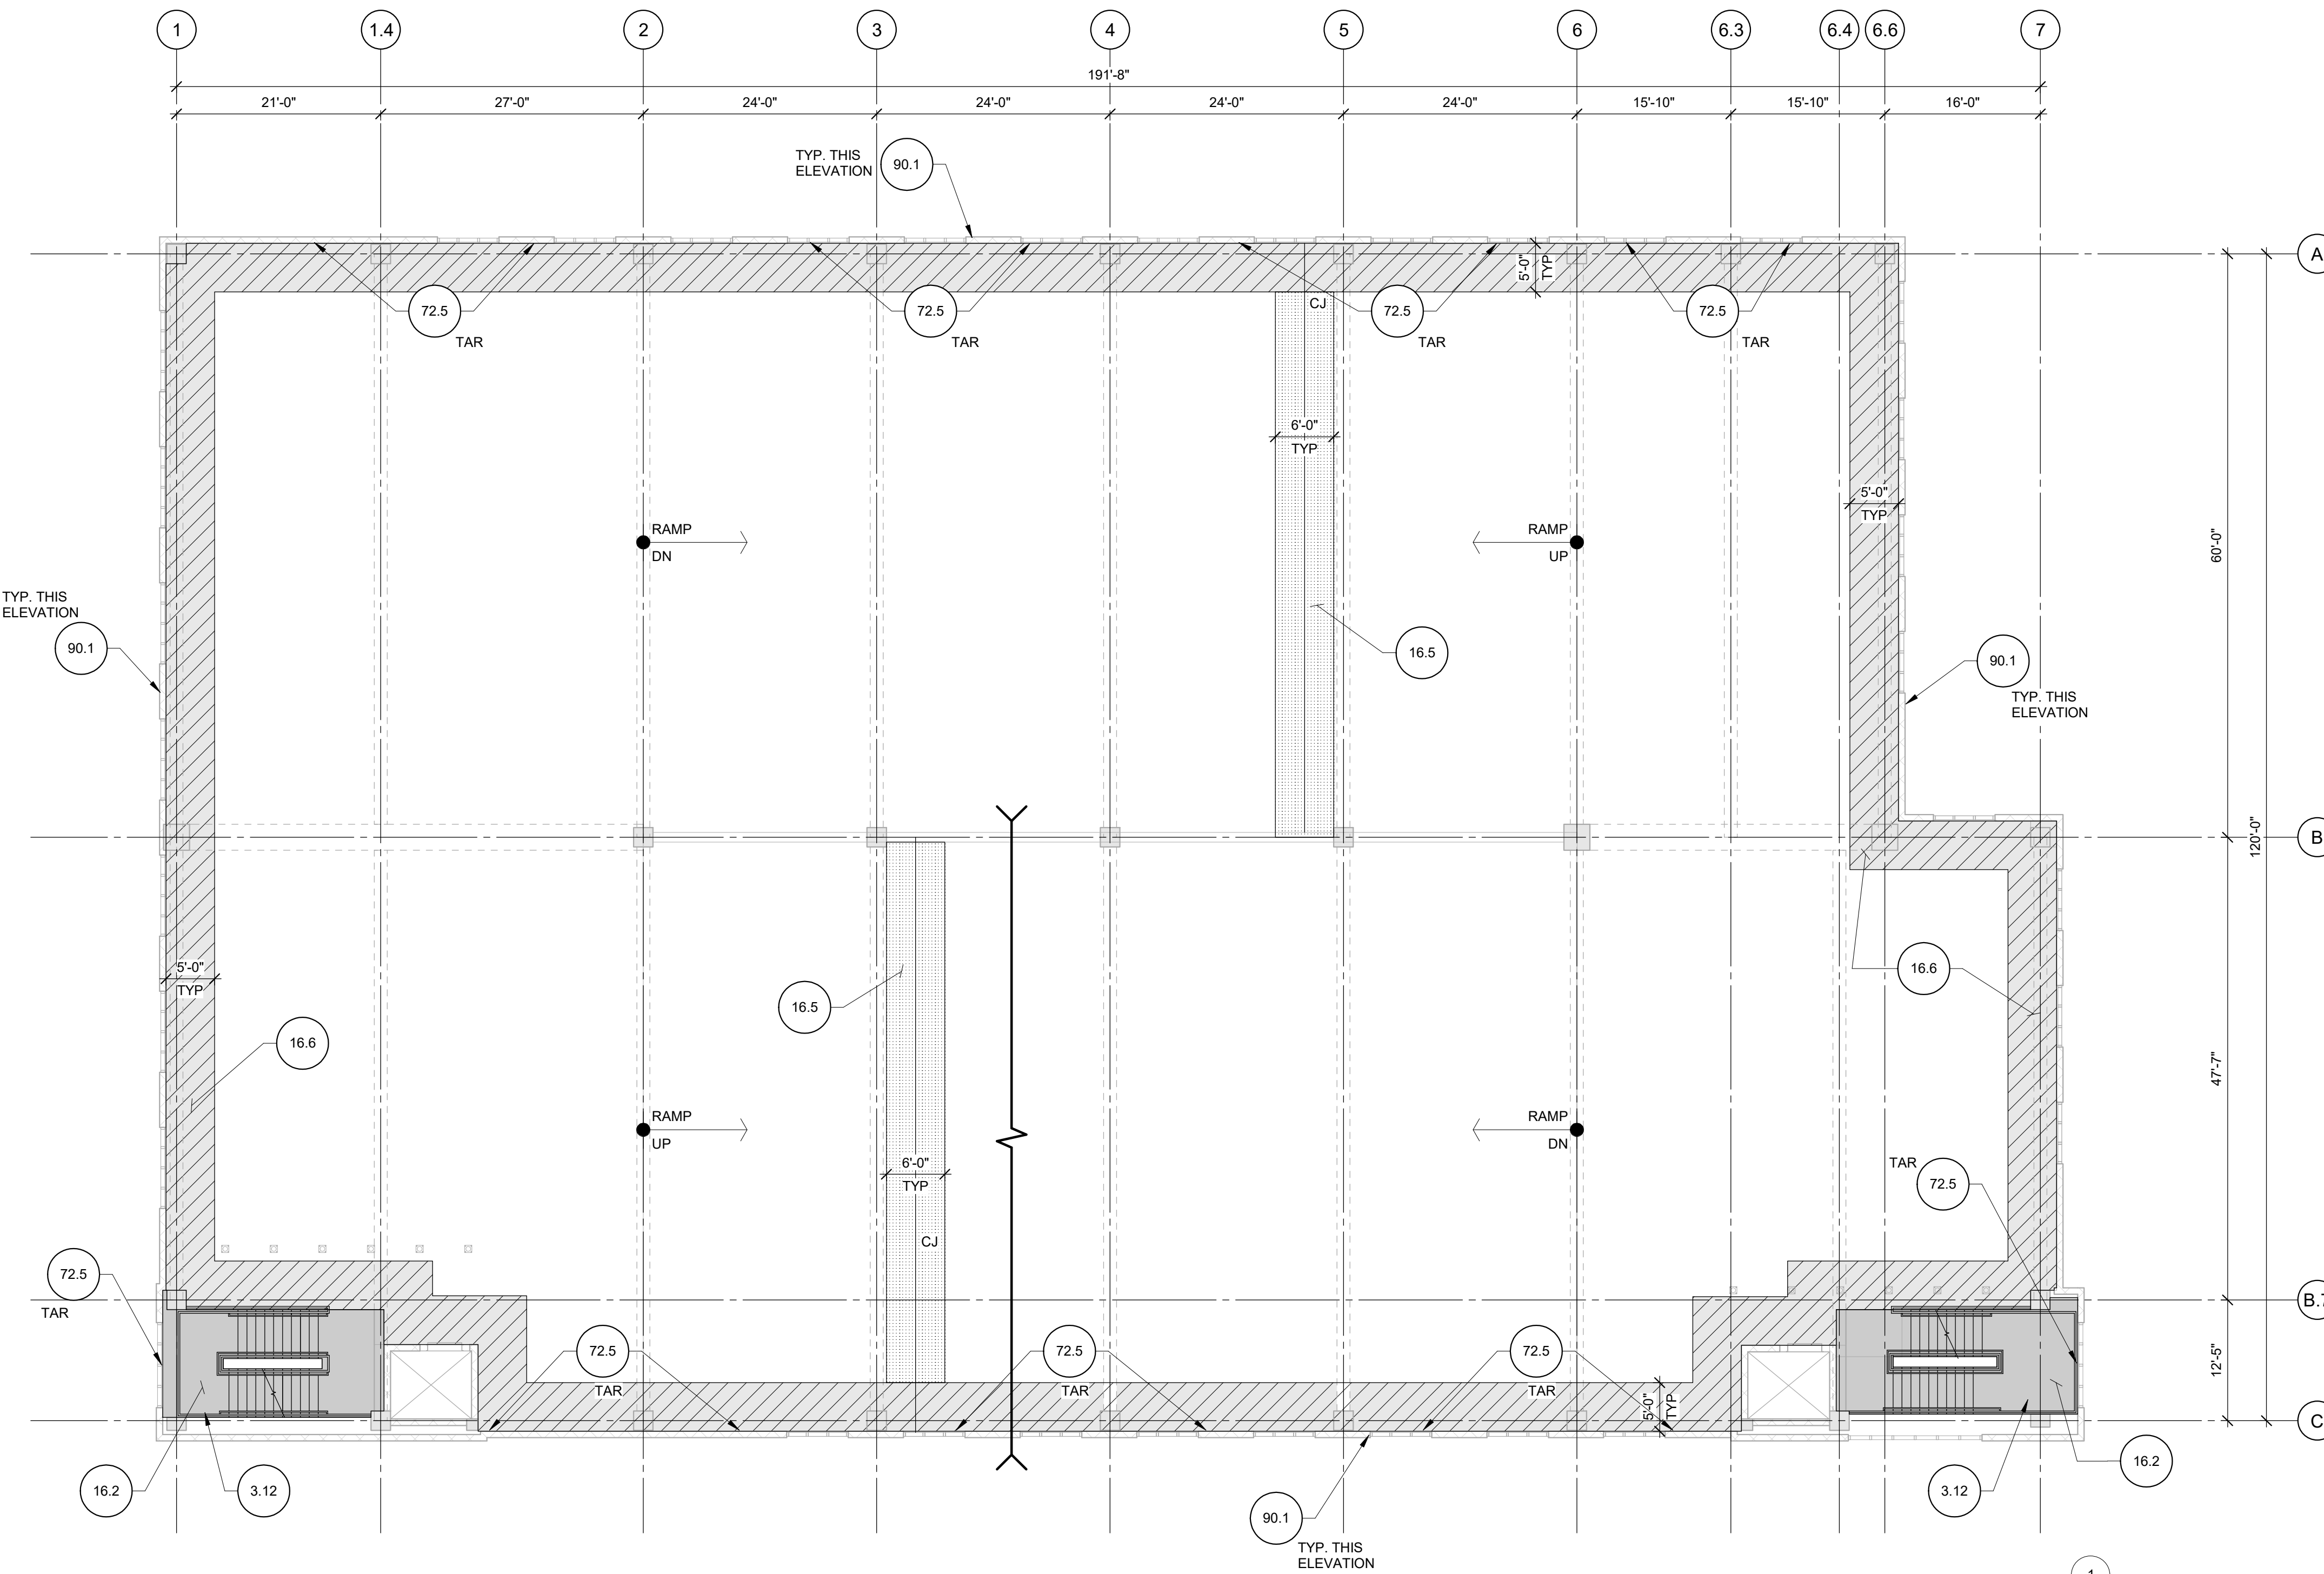 1 1.4 2 3 4 5 6 6.3 6.4 6.6 7
191'-8"
21'-0" 27'-0" 24'-0" 24'-0" 24'-0" 24'-0" 15'-10" 15'-10" 16'-0"
TYP. THIS
ELEVATION
90.1
A
5'-0"
TYP
72.5
TAR
72.5
TAR
CJ
72.5
TAR
72.5
TAR
6'-0"
TYP
5'-0"
TYP
RAMP
DN
RAMP
UP
60'-0"
TYP. THIS
ELEVATION
90.1
16.5
90.1
TYP. THIS
ELEVATION
B
120'-0"
5'-0"
TYP
16.5
16.6
16.6
47'-7"
RAMP
UP
RAMP
DN
6'-0"
TYP
TAR
72.5
CJ
72.5
TAR
72.5
TAR
72.5
TAR
72.5
TAR
5'-0"
TYP
12'-5"
C
16.2
3.12
90.1
TYP. THIS
ELEVATION
3.12
16.2